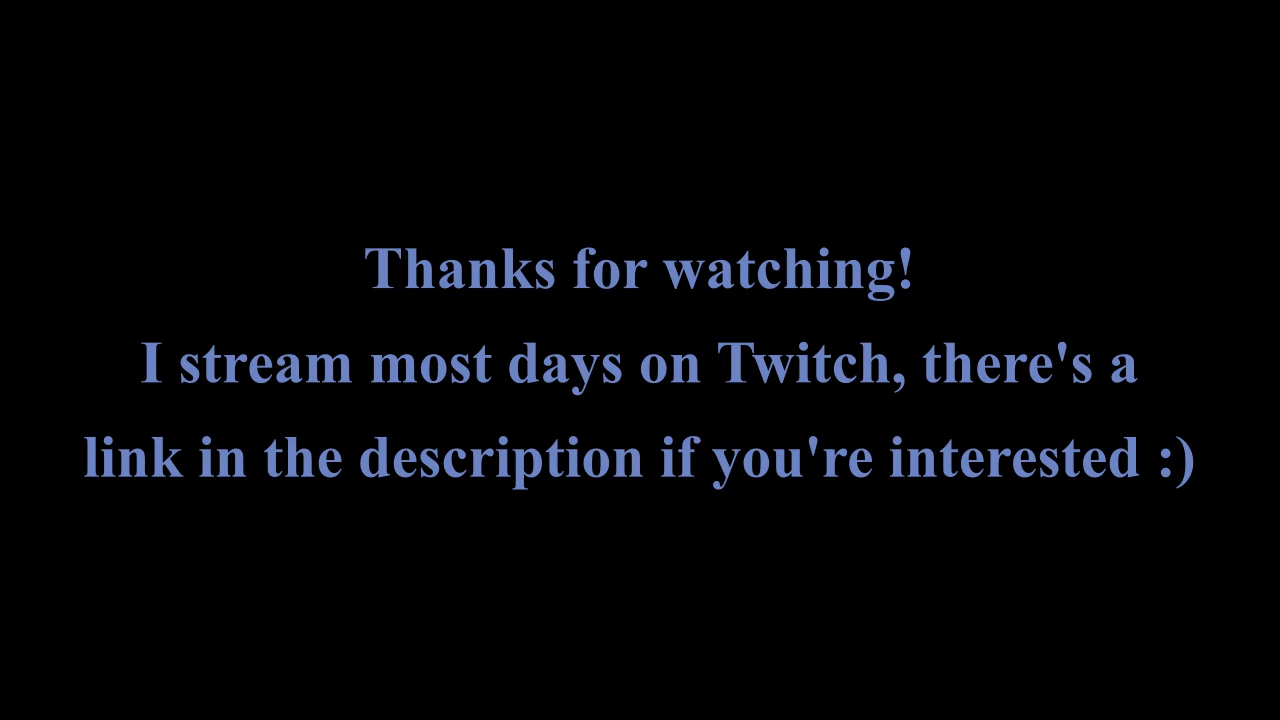 Thanks for watching!
I stream most days on Twitch, there's a
link in the description if you're interested :)